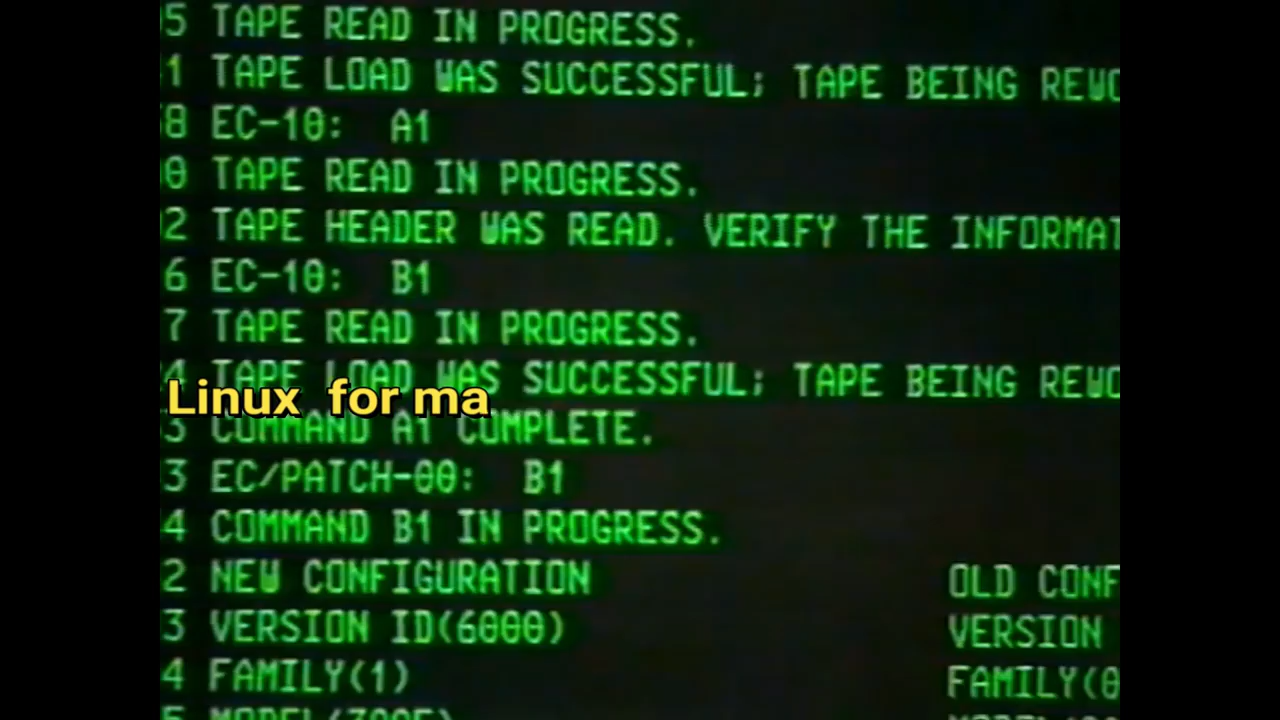 5 TAPE READ IN PROGRESS.
1 TAPE LOAD WAS SUCCESSFUL; TAPE BEING REWO
8 EC-10: A1
0 TAPE READ IN PROGRESS.
2 TAPE HEADER WAS READ. VERIFY THE INFORMAT
6 EC-10: B1
7 TAPE READ IN PROGRESS.
4 TAPE LOAD WAS SUCCESSFUL; TAPE BEING REWO
Linux for ma
3 COMMAND A1 COMPLETE.
3 EC/PATCH-00: B1
4 COMMAND B1 IN PROGRESS.
2 NEW CONFIGURATION OLD CONF
3 VERSION ID(6000) VERSION
4 FAMILY(1) FAMILY(0